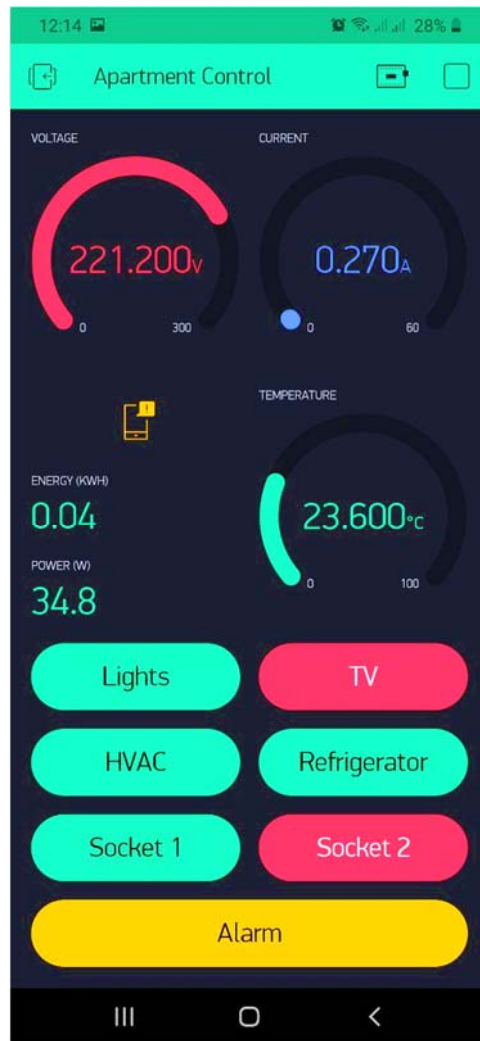 12:14 28%
Apartment Control
VOLTAGE CURRENT
221.200V 0.270A
0 300 0 60
TEMPERATURE
ENERGY (KWH)
0.04
23.600°C
POWER (W)
0 100
34.8
Lights TV
HVAC Refrigerator
Socket 1 Socket 2
Alarm